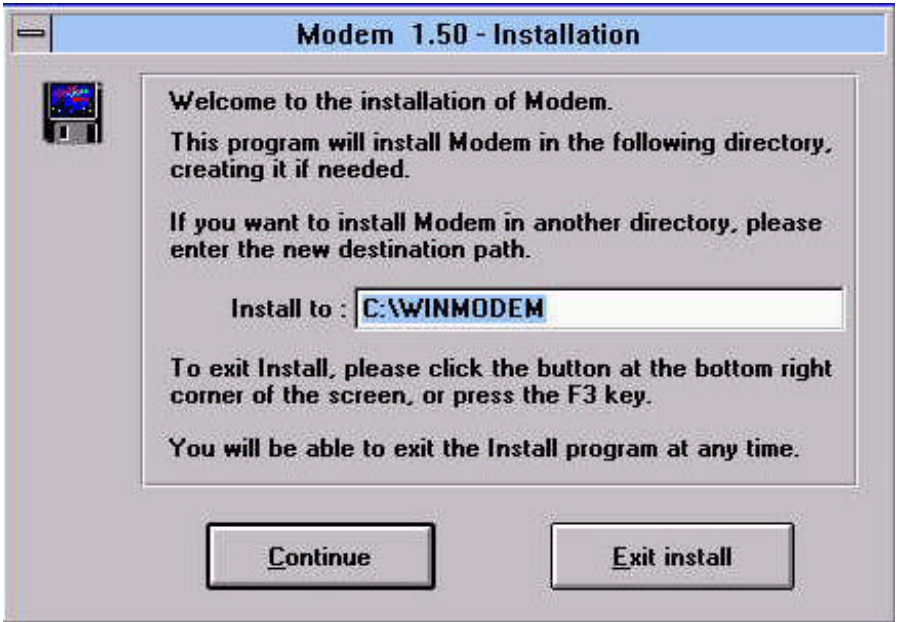 Modem 1.50 - Installation
Welcome to the installation of Modem.
This program will install Modem in the following directory,
creating it if needed.
If you want to install Modem in another directory, please
enter the new destination path.
Install to : C:\WINMODEM
To exit Install, please click the button at the bottom right
corner of the screen, or press the F3 key.
You will be able to exit the Install program at any time.
Continue Exit install